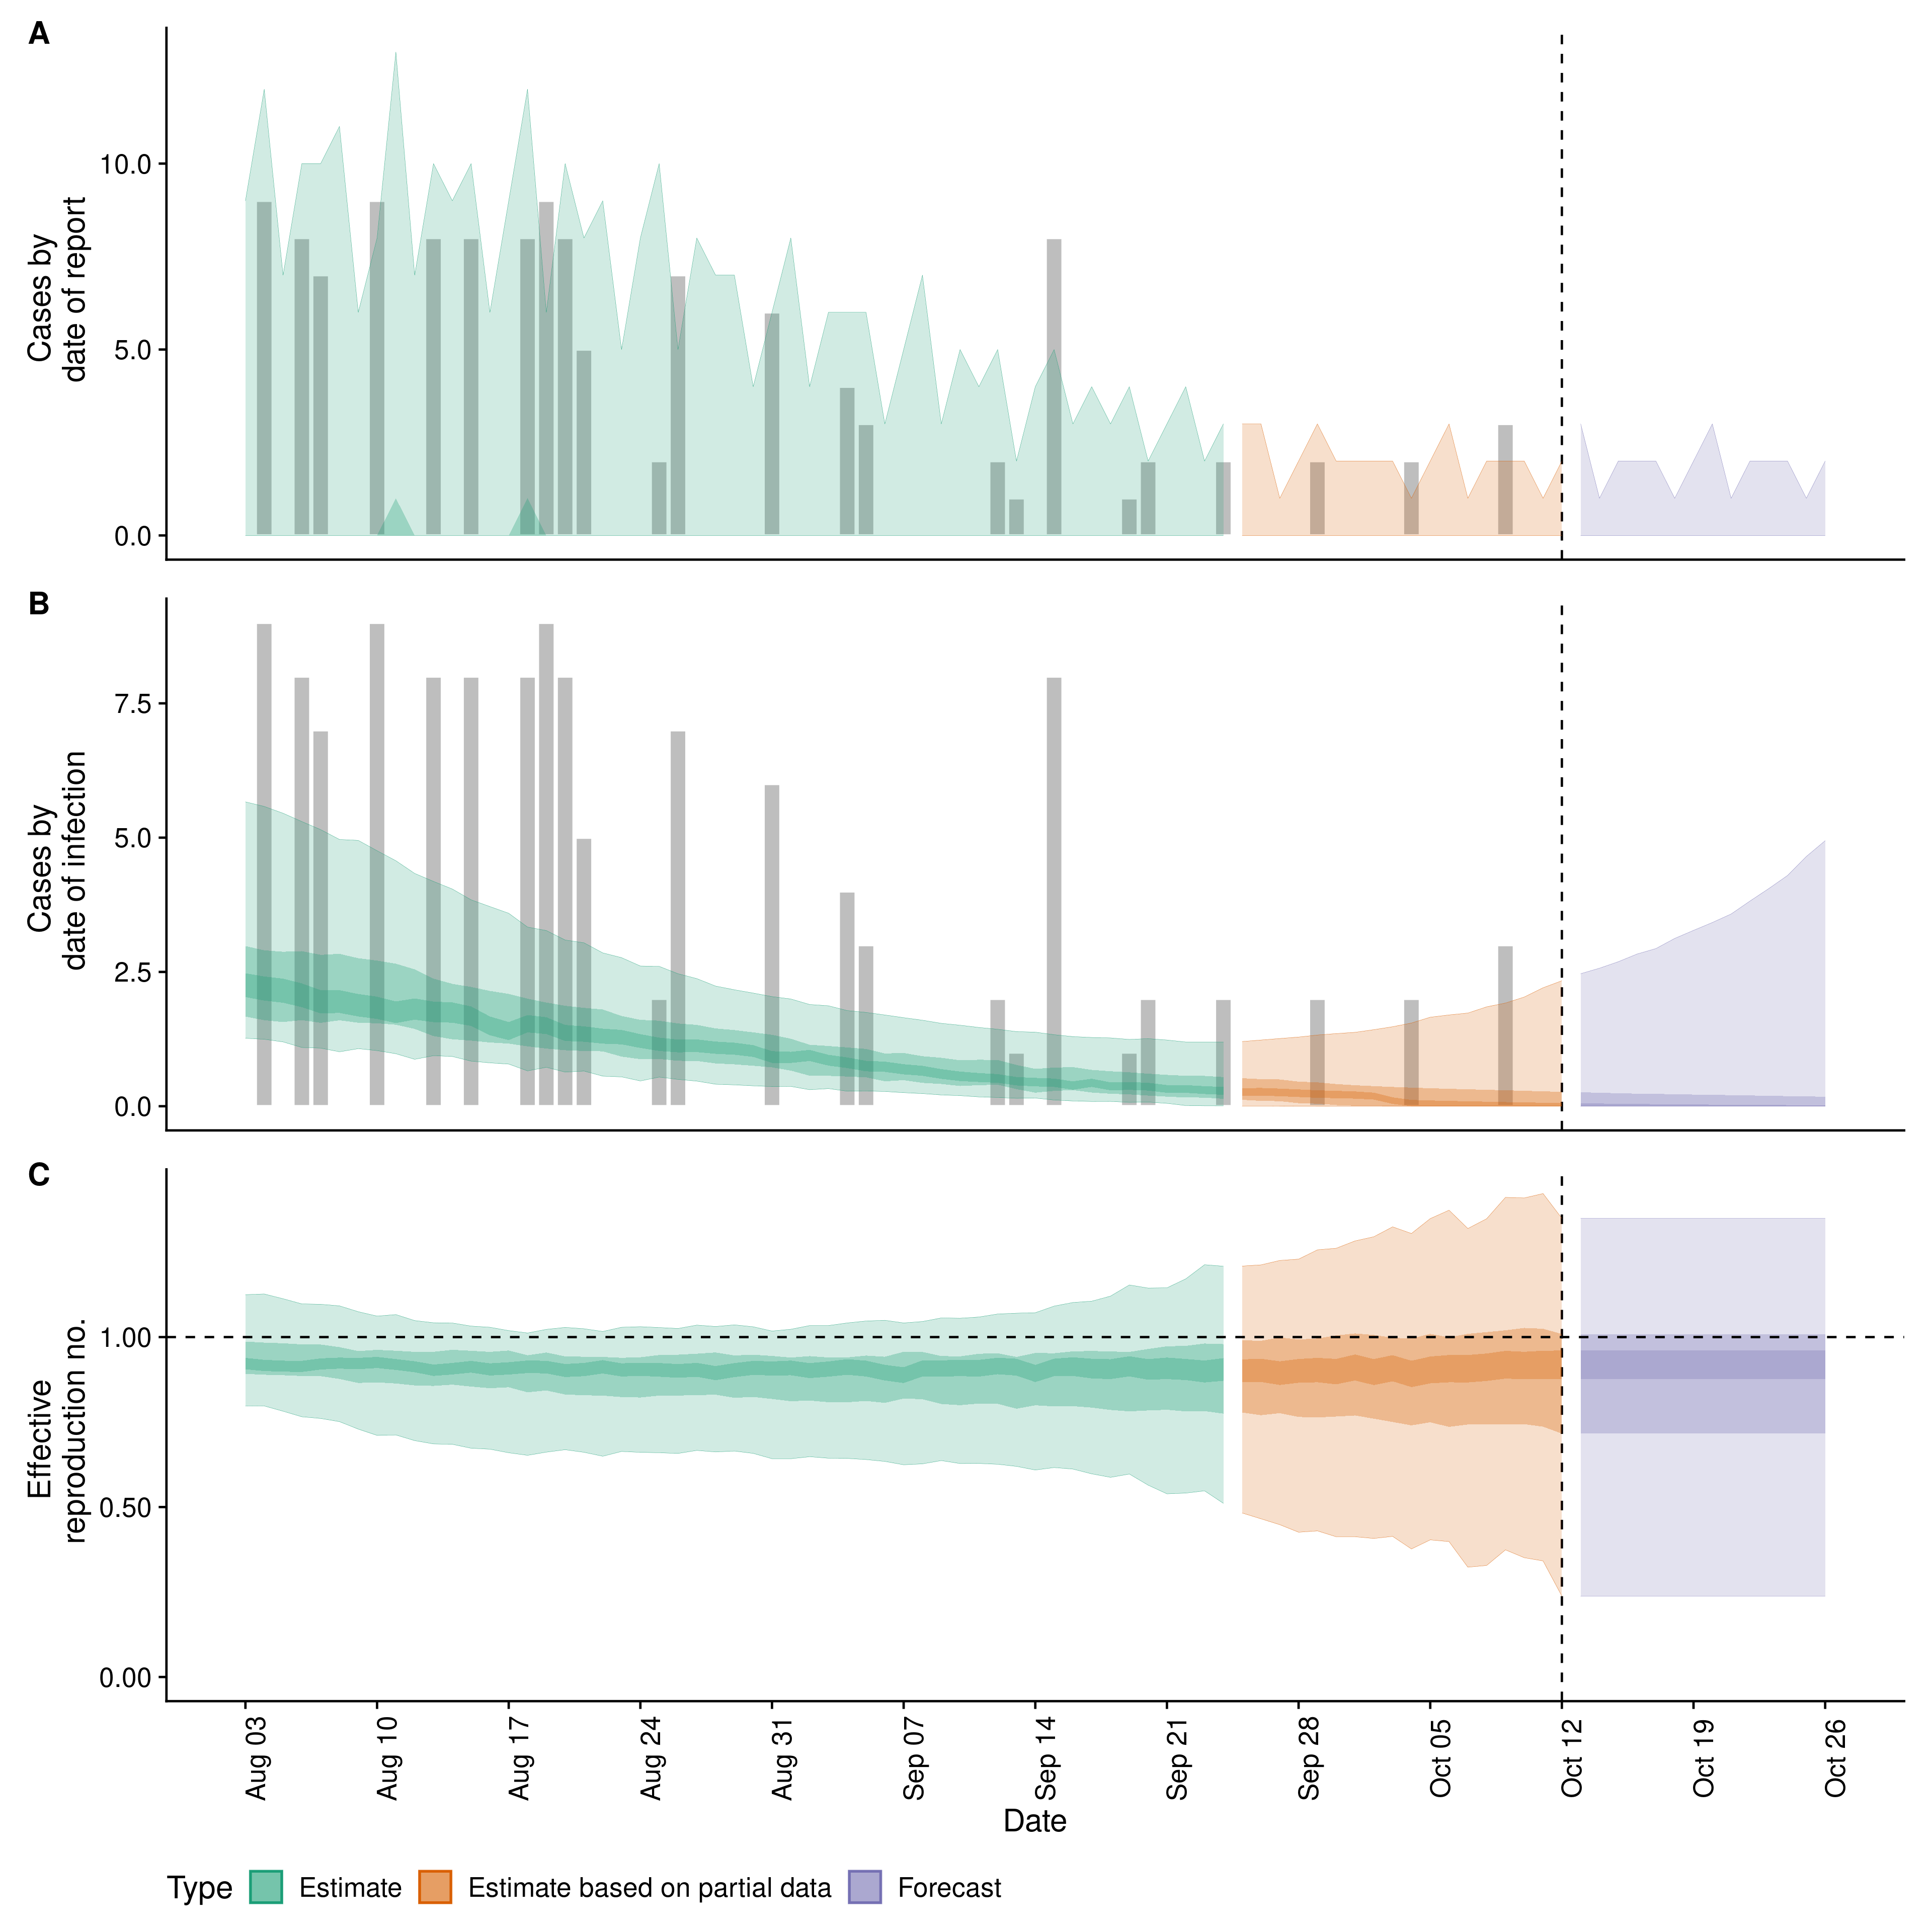 A
Cases by
date of report
10.0
5.0
0.0
B
Cases by
date of infection
7.5
5.0
2.5
0.0
C
Effective
reproduction no.
1.00
0.50
0.00
Aug 03
Aug 10
Aug 17
Aug 24
Aug 31
Sep 07
Sep 14
Sep 21
Sep 28
Oct 05
Oct 12
Oct 19
Oct 26
Date
Type Estimate Estimate based on partial data Forecast